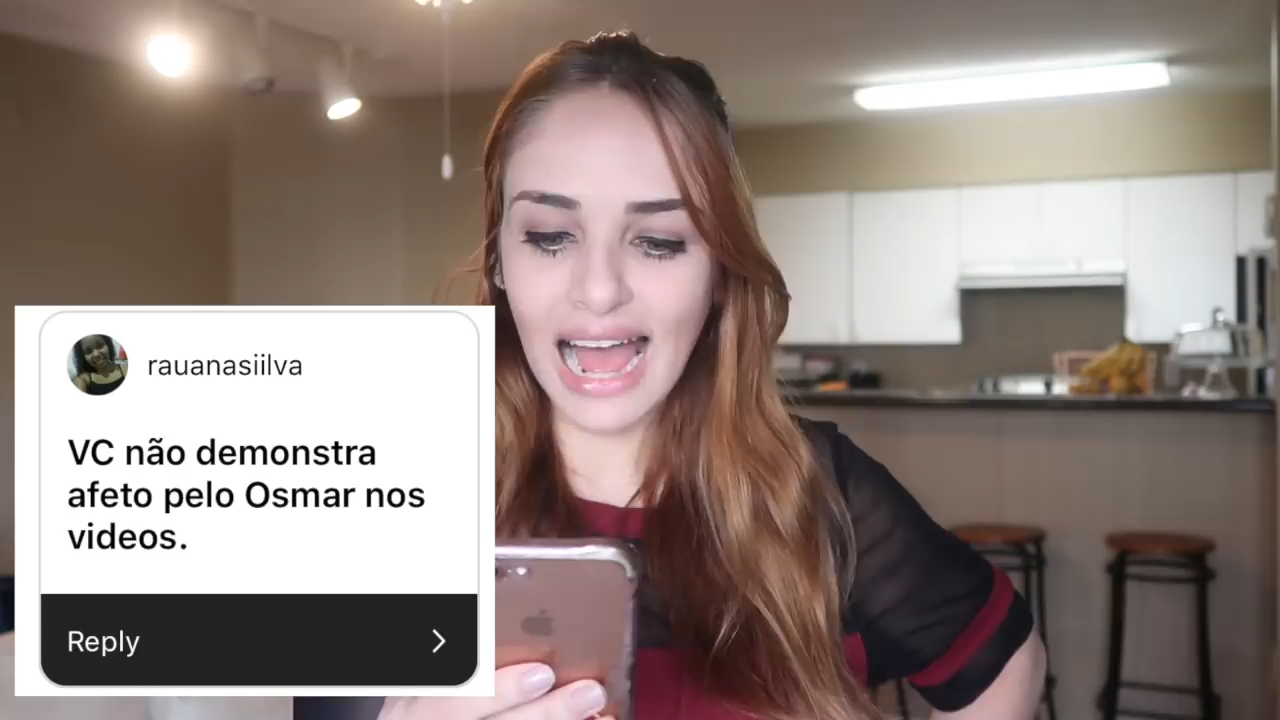 rauanasiilva
VC não demonstra
afeto pelo Osmar nos
videos.
Reply